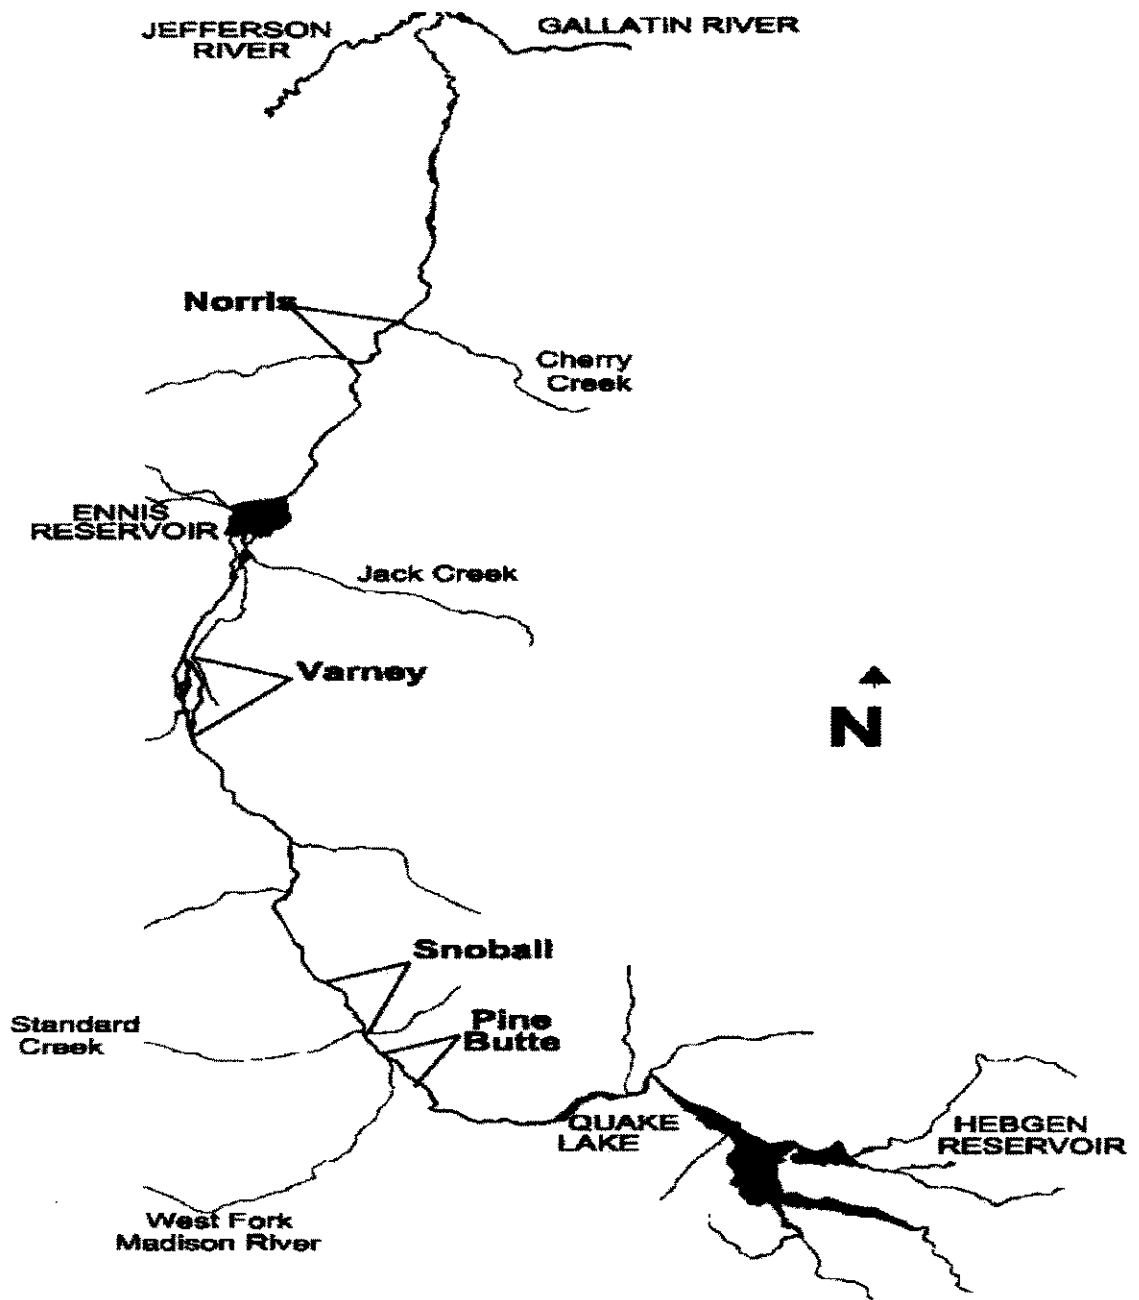 JEFFERSON
RIVER
GALLATIN RIVER
Norris
Cherry
Creek
ENNIS
RESERVOIR
Jack Creek
Varney
N
Snoball
Standard
Creek
Pine
Butte
QUAKE
LAKE
HEBGEN
RESERVOIR
West Fork
Madison River